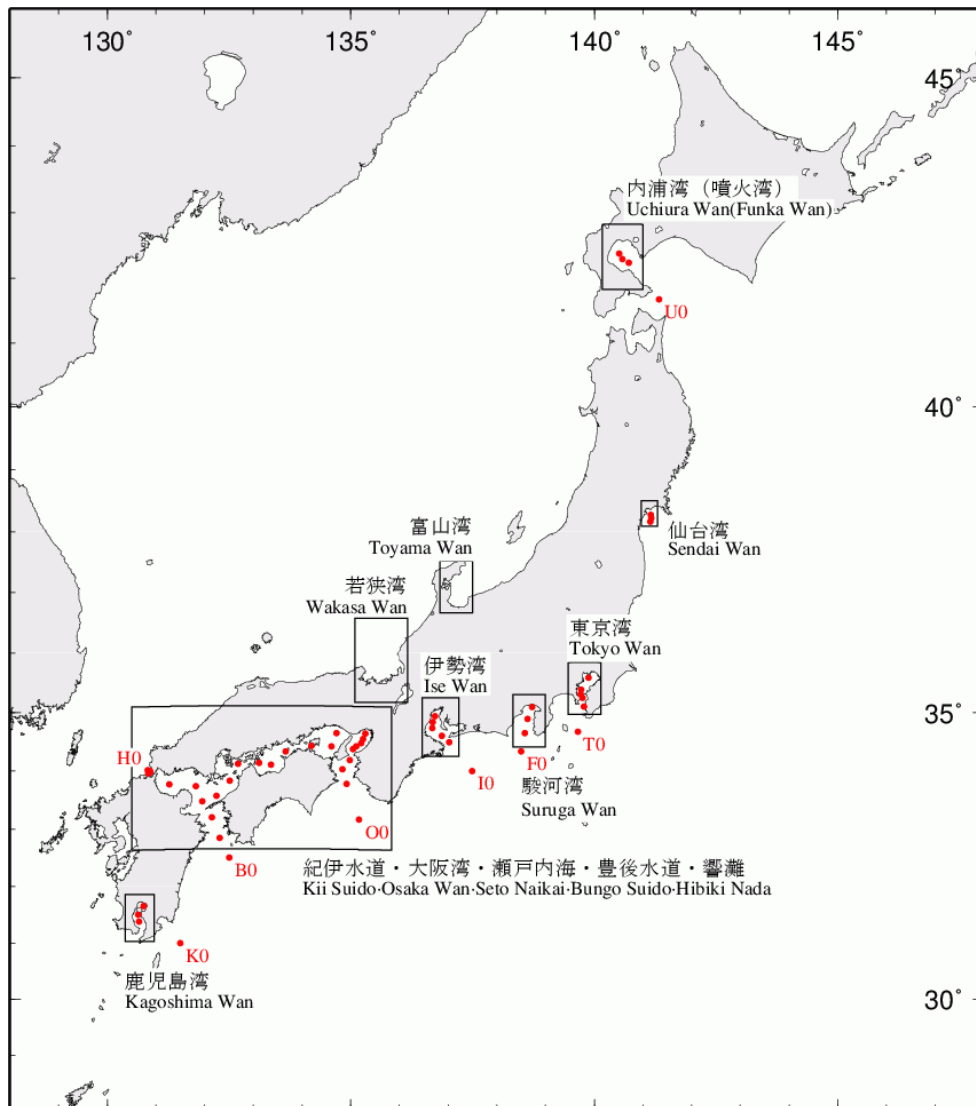 130° 135° 140° 145°
45°
内浦湾（噴火湾）
Uchiura Wan(Funka Wan)
U0
40°
富山湾
Toyama Wan
仙台湾
Sendai Wan
若狭湾
Wakasa Wan
東京湾
Tokyo Wan
伊勢湾
Ise Wan
35°
H0
T0
F0
I0
駿河湾
Suruga Wan
O0
B0
紀伊水道・大阪湾・瀬戸内海・豊後水道・響灘
Kii Suido·Osaka Wan·Seto Naikai·Bungo Suido·Hibiki Nada
K0
鹿児島湾
Kagoshima Wan
30°